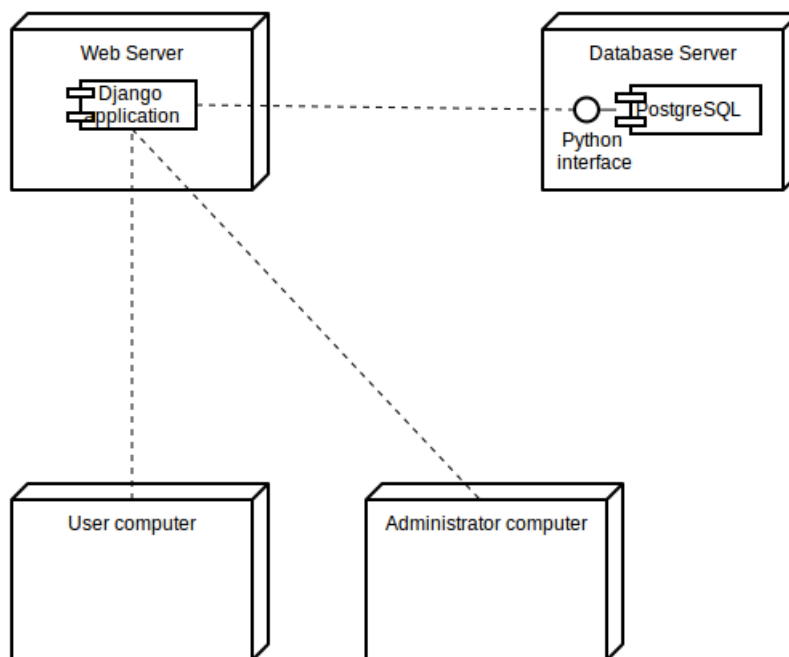 Web Server
Django
application
Database Server
PostgreSQL
Python
interface
User computer
Administrator computer